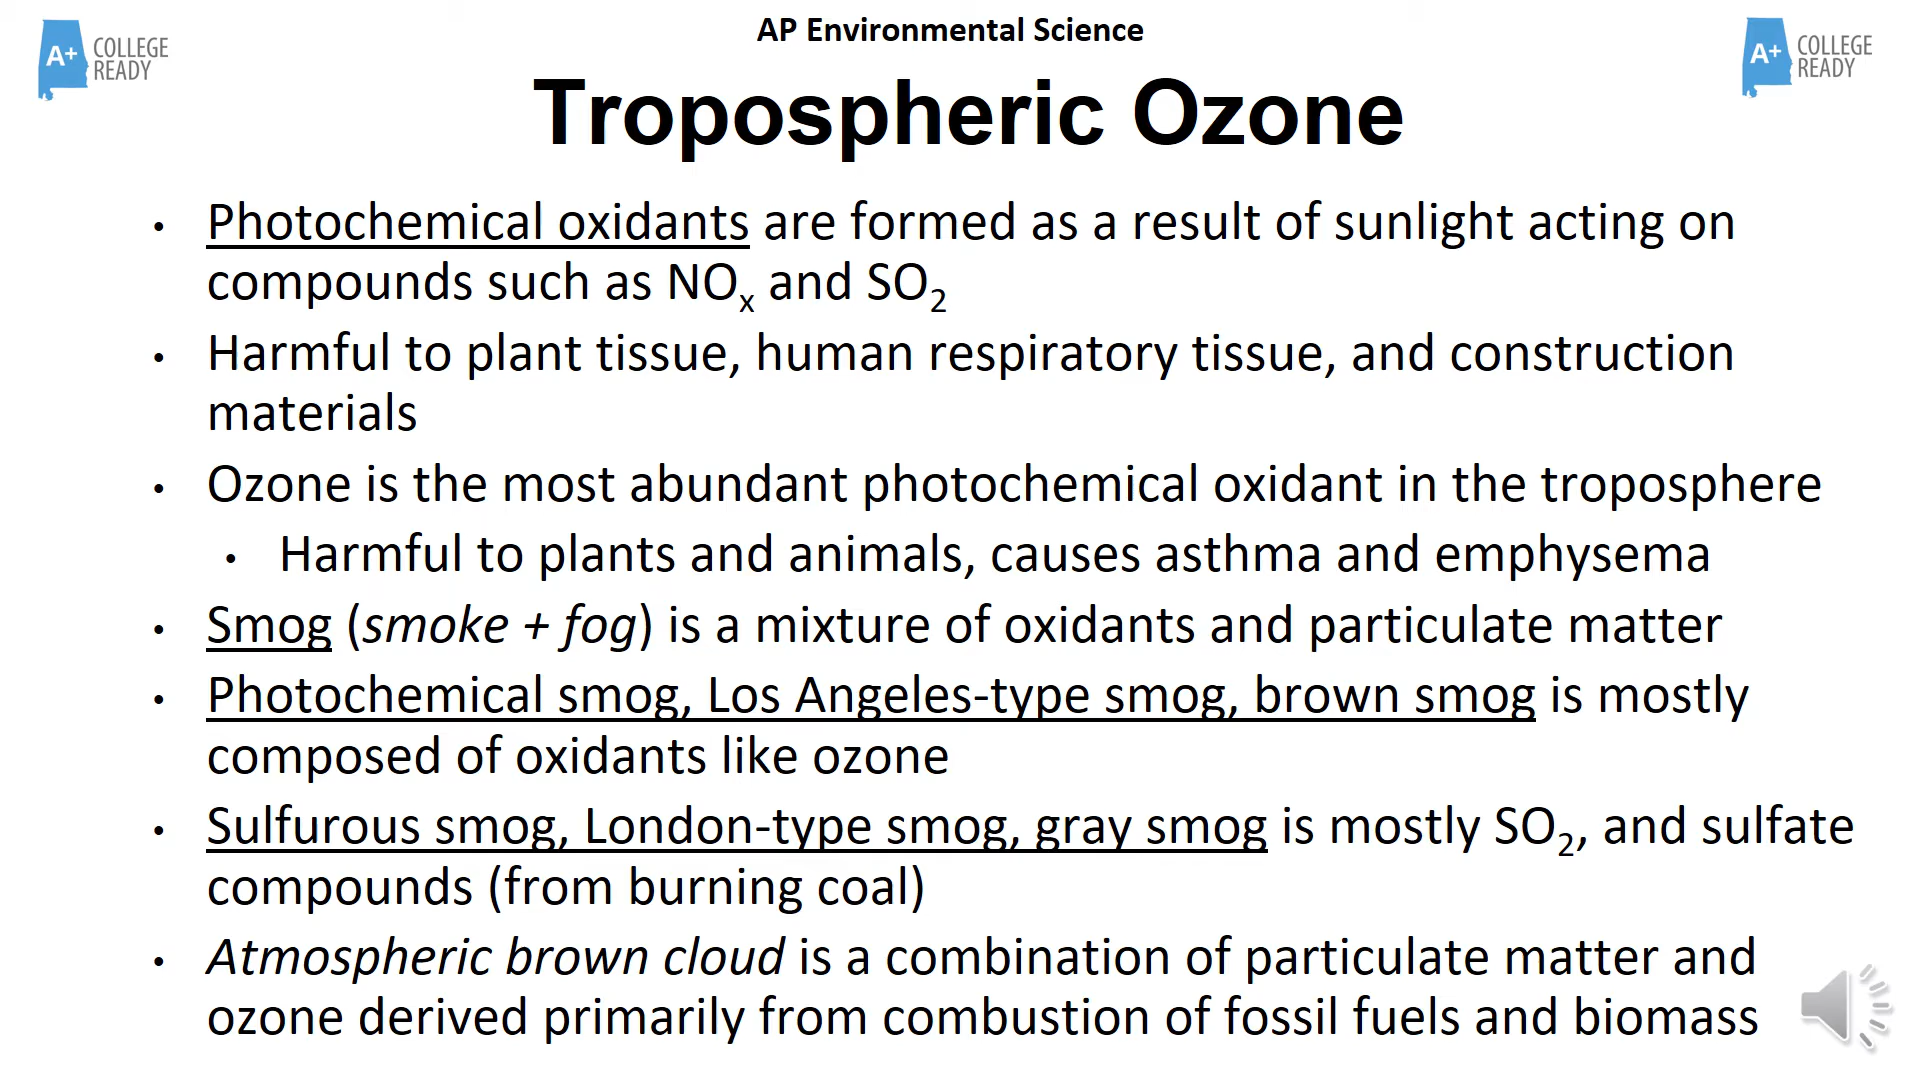 AP Environmental Science
A+ COLLEGE
READY
A+ COLLEGE
READY
Tropospheric Ozone
• Photochemical oxidants are formed as a result of sunlight acting on
compounds such as NOx and SO2
• Harmful to plant tissue, human respiratory tissue, and construction
materials
• Ozone is the most abundant photochemical oxidant in the troposphere
• Harmful to plants and animals, causes asthma and emphysema
• Smog (smoke + fog) is a mixture of oxidants and particulate matter
• Photochemical smog, Los Angeles-type smog, brown smog is mostly
composed of oxidants like ozone
• Sulfurous smog, London-type smog, gray smog is mostly SO2, and sulfate
compounds (from burning coal)
• Atmospheric brown cloud is a combination of particulate matter and
ozone derived primarily from combustion of fossil fuels and biomass